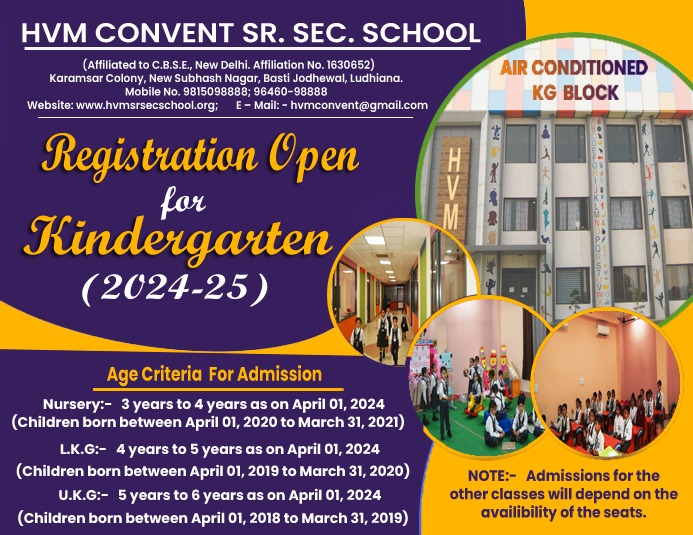 HVM CONVENT SR. SEC. SCHOOL
(Affiliated to C.B.S.E., New Delhi. Affiliation No. 1630652)
Karamsar Colony, New Subhash Nagar, Basti Jodhewal, Ludhiana.
Mobile No. 9815098888; 96460-98888
Website: www.hvmsrsecschool.org; E – Mail: - hvmconvent@gmail.com
AIR CONDITIONED
KG BLOCK
HVM
Registration Open
for
Kindergarten
(2024-25)
Age Criteria For Admission
Nursery:- 3 years to 4 years as on April 01, 2024
(Children born between April 01, 2020 to March 31, 2021)
L.K.G:- 4 years to 5 years as on April 01, 2024
(Children born between April 01, 2019 to March 31, 2020)
U.K.G:- 5 years to 6 years as on April 01, 2024
(Children born between April 01, 2018 to March 31, 2019)
NOTE:- Admissions for the
other classes will depend on the
availibility of the seats.